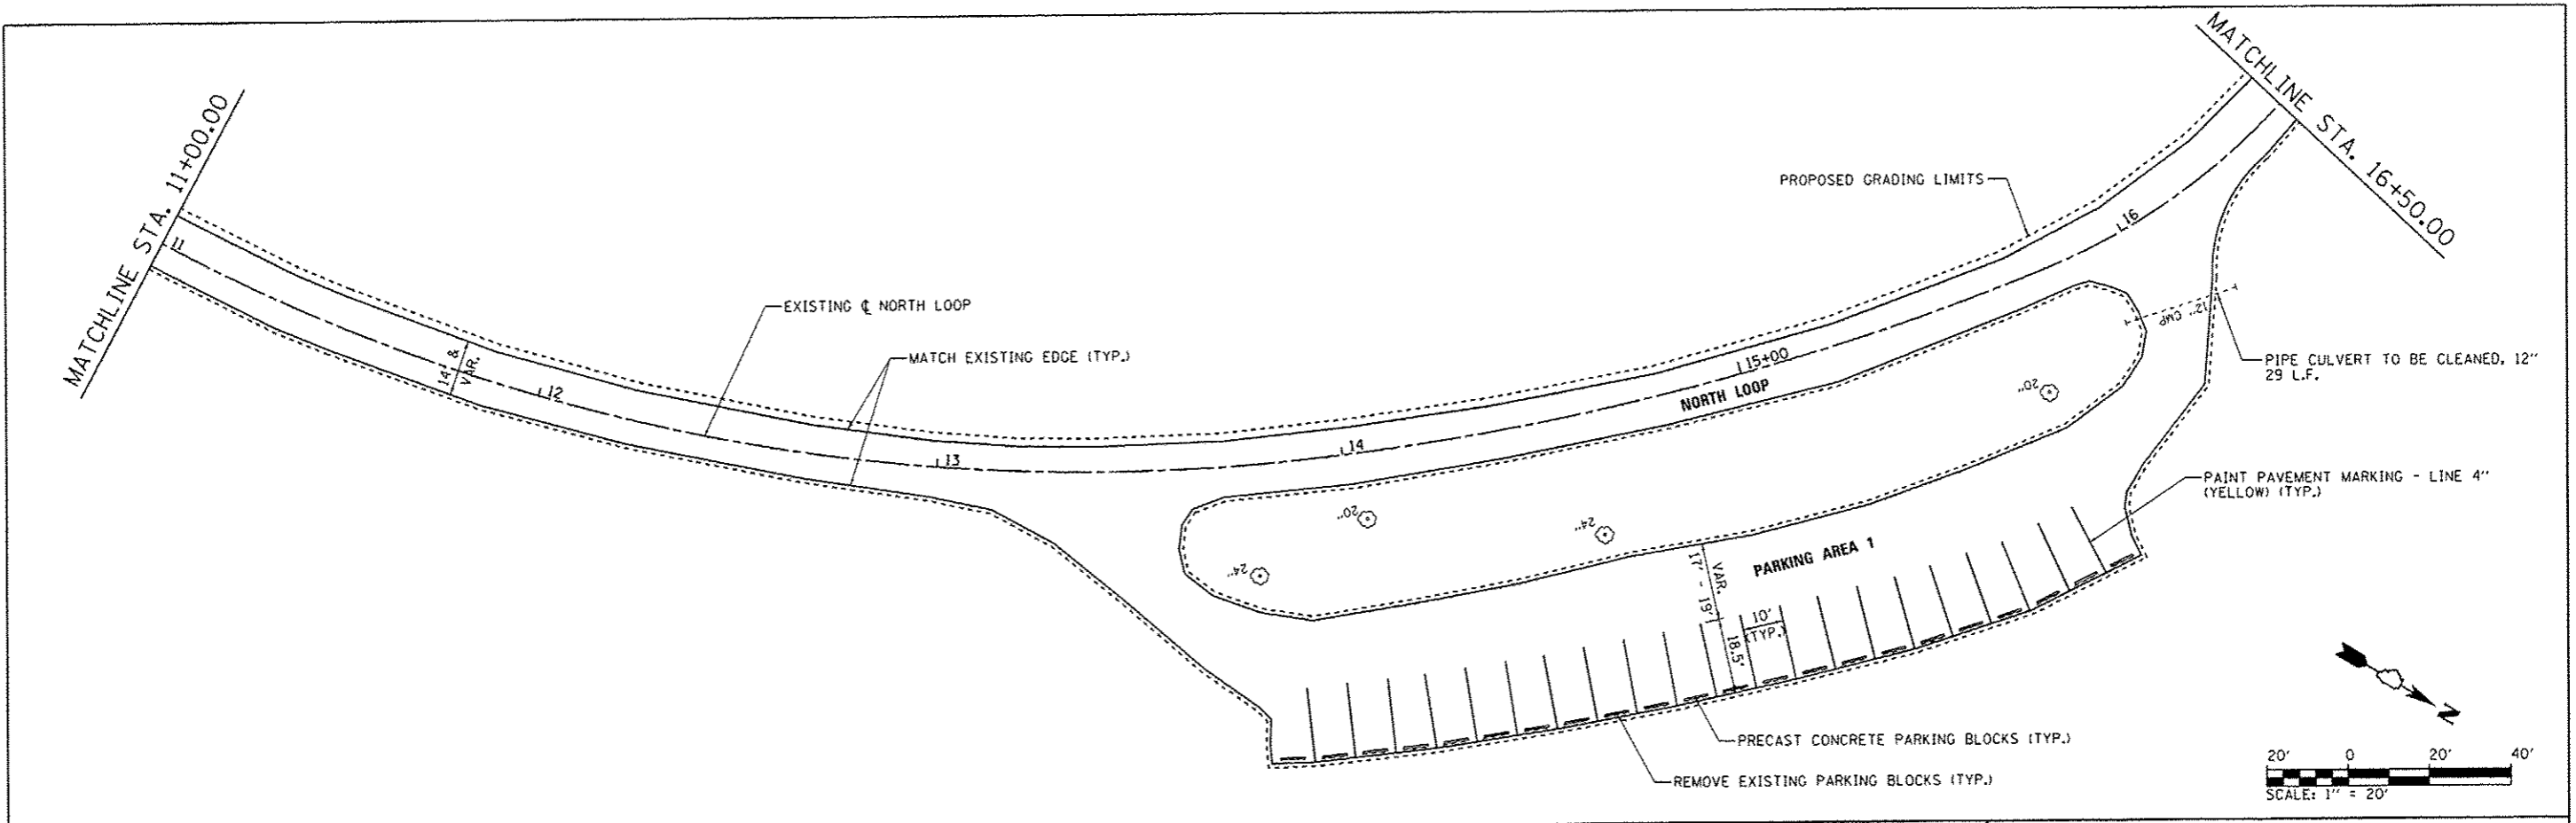 MATCHLINE STA. 11+00.00
MATCHLINE STA. 16+50.00
PROPOSED GRADING LIMITS
11
16
EXISTING ℄ NORTH LOOP
MATCH EXISTING EDGE (TYP.)
14' &
VAR.
12
13
14
15+00
NORTH LOOP
12" CMP
PIPE CULVERT TO BE CLEANED, 12"
29 L.F.
20"
20"
24"
24"
PAINT PAVEMENT MARKING - LINE 4"
(YELLOW) (TYP.)
PARKING AREA 1
VAR.
17' - 19'
10'
(TYP.)
18.5'
PRECAST CONCRETE PARKING BLOCKS (TYP.)
REMOVE EXISTING PARKING BLOCKS (TYP.)
N
20' 0 20' 40'
SCALE: 1" = 20'